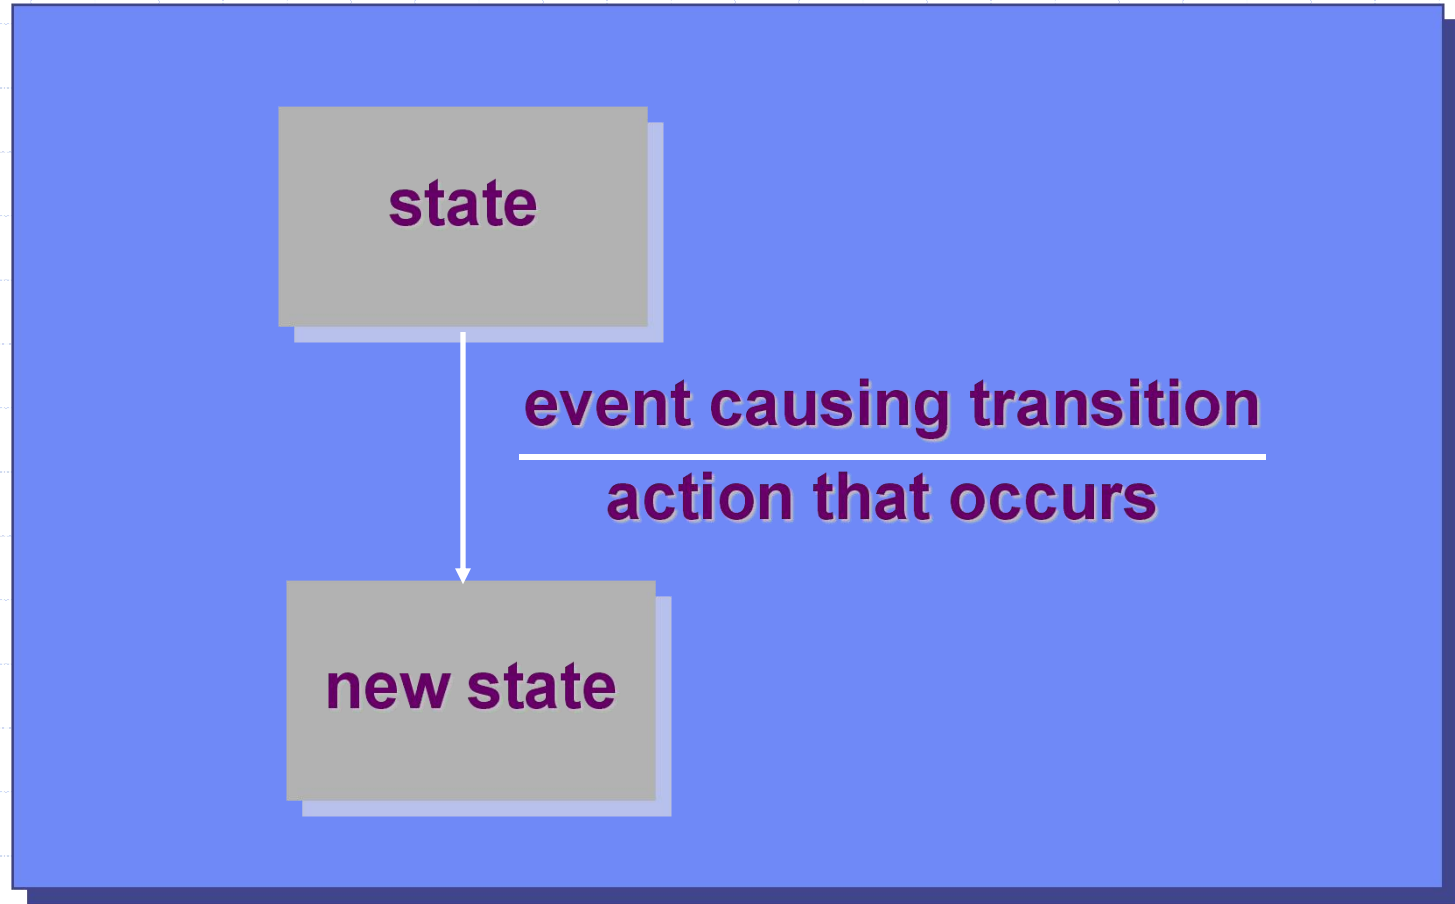 state
event causing transition
action that occurs
new state